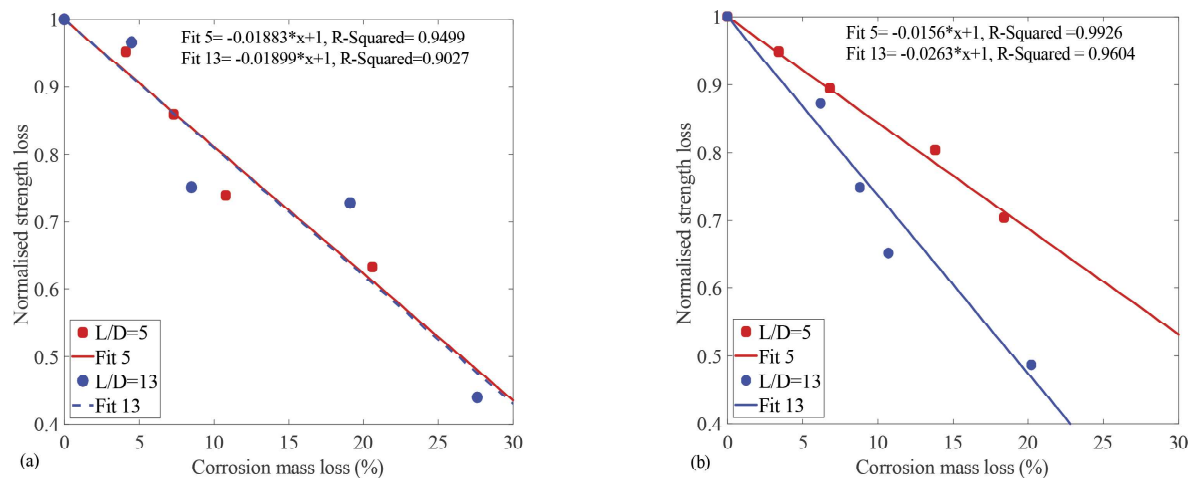 Fit 5= -0.01883*x+1, R-Squared= 0.9499
Fit 13= -0.01899*x+1, R-Squared=0.9027
1
0.9
0.8
0.7
0.6
0.5
0.4
Normalised strength loss
L/D=5
Fit 5
L/D=13
Fit 13
0 5 10 15 20 25 30
Corrosion mass loss (%)
(a)
Fit 5= -0.0156*x+1, R-Squared =0.9926
Fit 13= -0.0263*x+1, R-Squared = 0.9604
1
0.9
0.8
0.7
0.6
0.5
0.4
Normalised strength loss
L/D=5
Fit 5
L/D=13
Fit 13
0 5 10 15 20 25 30
Corrosion mass loss (%)
(b)